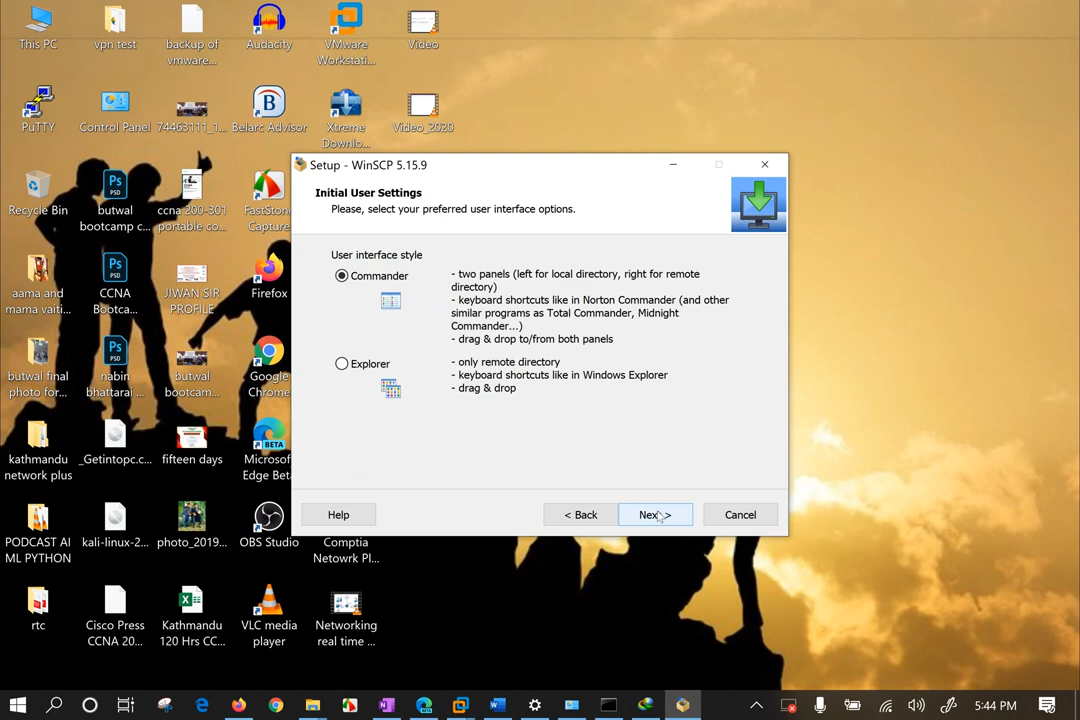 This PC
vpn test
backup of
vmware...
Audacity
VMware
Workstati...
Video
PuTTY
Control Panel
74463111_1...
Belarc Advisor
Xtreme
Downlo...
Video_2020
Recycle Bin
butwal
bootcamp c...
ccna 200-301
portable co...
FastStone
Capture
aama and
mama vaiti...
CCNA
Bootca...
JIWAN SIR
PROFILE
Firefox
butwal final
photo for...
nabin
bhattarai ...
butwal
bootcam...
Google
Chrome
kathmandu
network plus
_Getintopc.c...
fifteen days
Microsof
Edge Beta
PODCAST AI
ML PYTHON
kali-linux-2...
photo_2019...
OBS Studio
Comptia
Netowrk Pl...
rtc
Cisco Press
CCNA 20...
Kathmandu
120 Hrs CC...
VLC media
player
Networking
real time ...
Setup - WinSCP 5.15.9
Initial User Settings
Please, select your preferred user interface options.
User interface style
Commander
- two panels (left for local directory, right for remote
directory)
- keyboard shortcuts like in Norton Commander (and other
similar programs as Total Commander, Midnight
Commander...)
- drag & drop to/from both panels
Explorer
- only remote directory
- keyboard shortcuts like in Windows Explorer
- drag & drop
Help
< Back
Next >
Cancel
5:44 PM